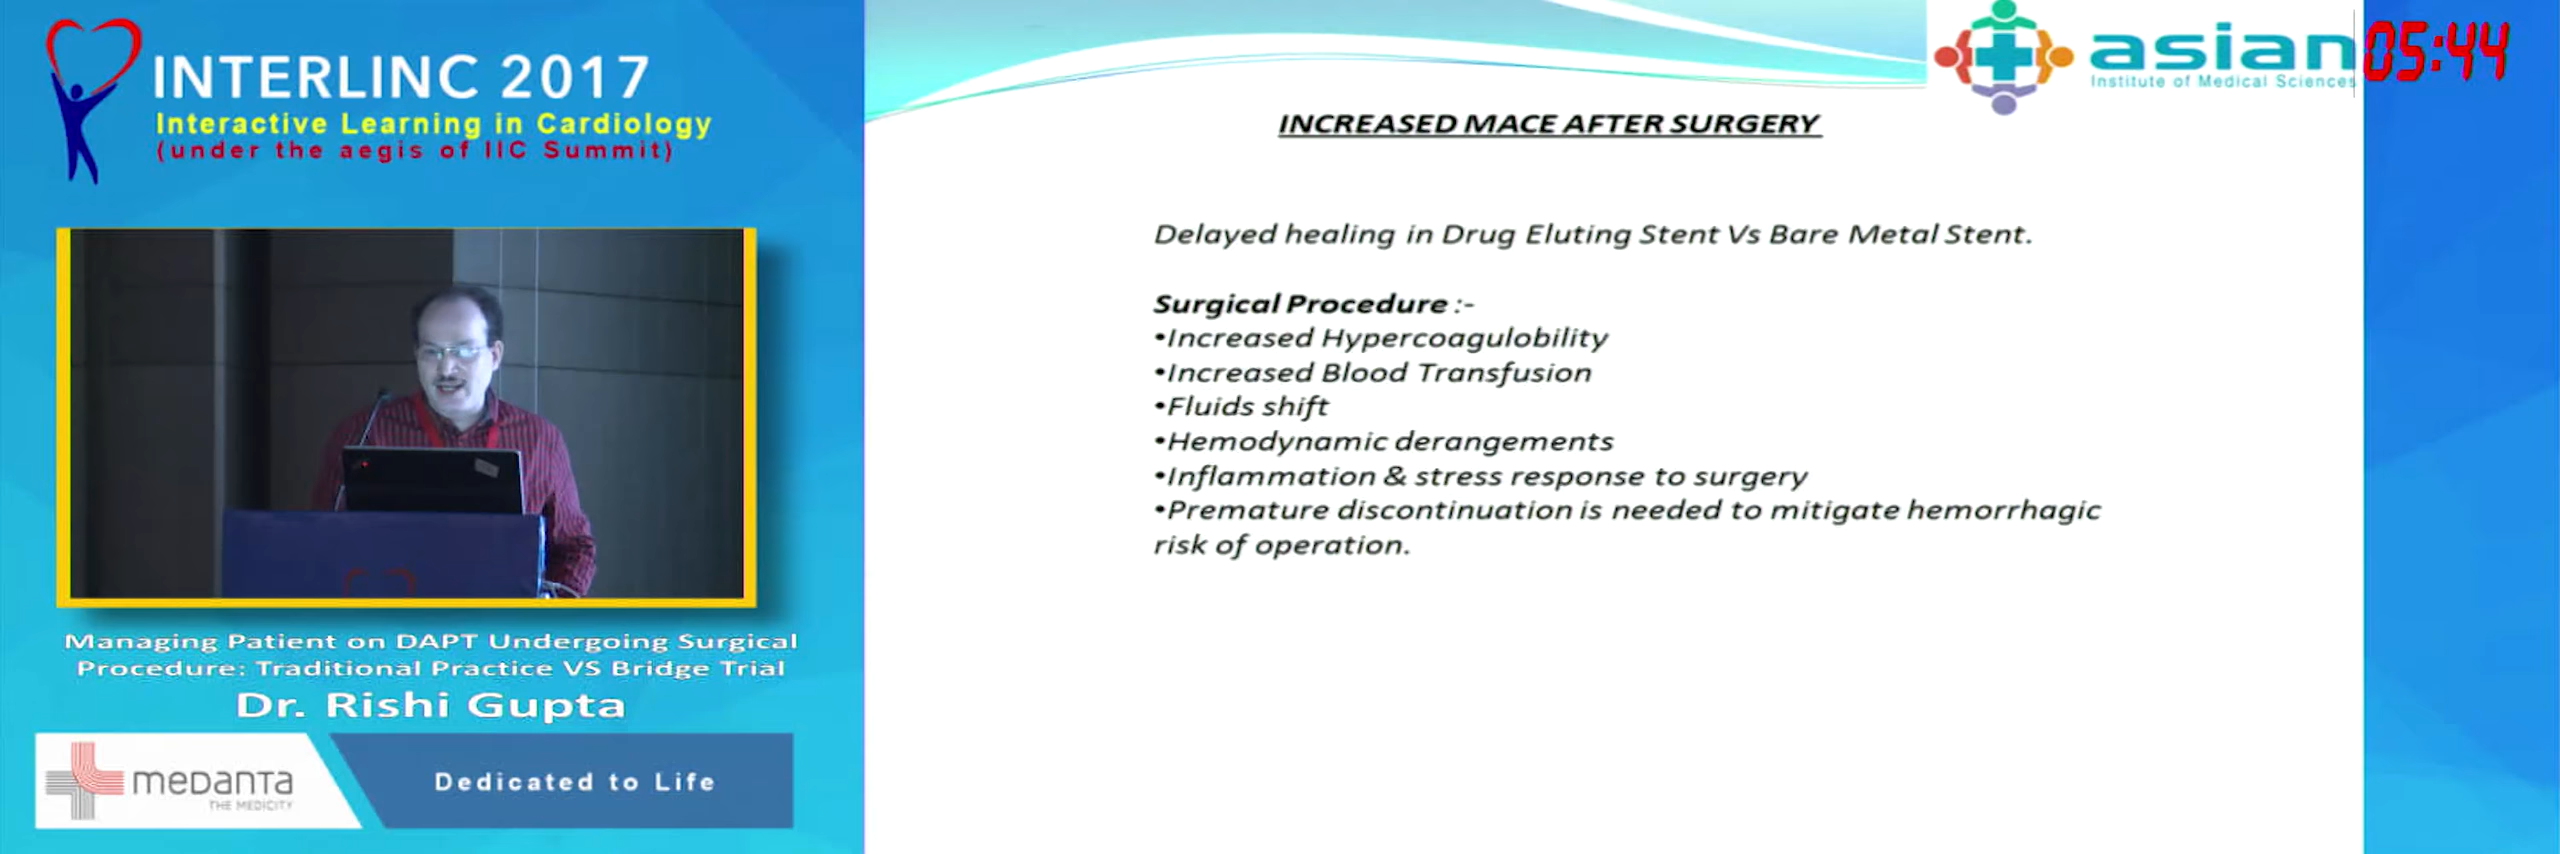 INTERLINC 2017
Interactive Learning in Cardiology
(under the aegis of IIC Summit)
Managing Patient on DAPT Undergoing Surgical
Procedure: Traditional Practice VS Bridge Trial
Dr. Rishi Gupta
medanta
THE MEDICITY
Dedicated to Life
asian
Institute of Medical Sciences
05:44
INCREASED MACE AFTER SURGERY
Delayed healing in Drug Eluting Stent Vs Bare Metal Stent.
Surgical Procedure :-
•Increased Hypercoagulobility
•Increased Blood Transfusion
•Fluids shift
•Hemodynamic derangements
•Inflammation & stress response to surgery
•Premature discontinuation is needed to mitigate hemorrhagic
risk of operation.